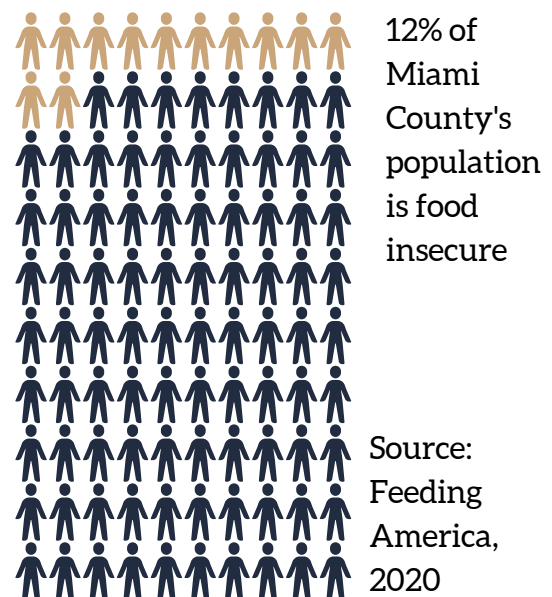 12% of
Miami
County's
population
is food
insecure
Source:
Feeding
America,
2020